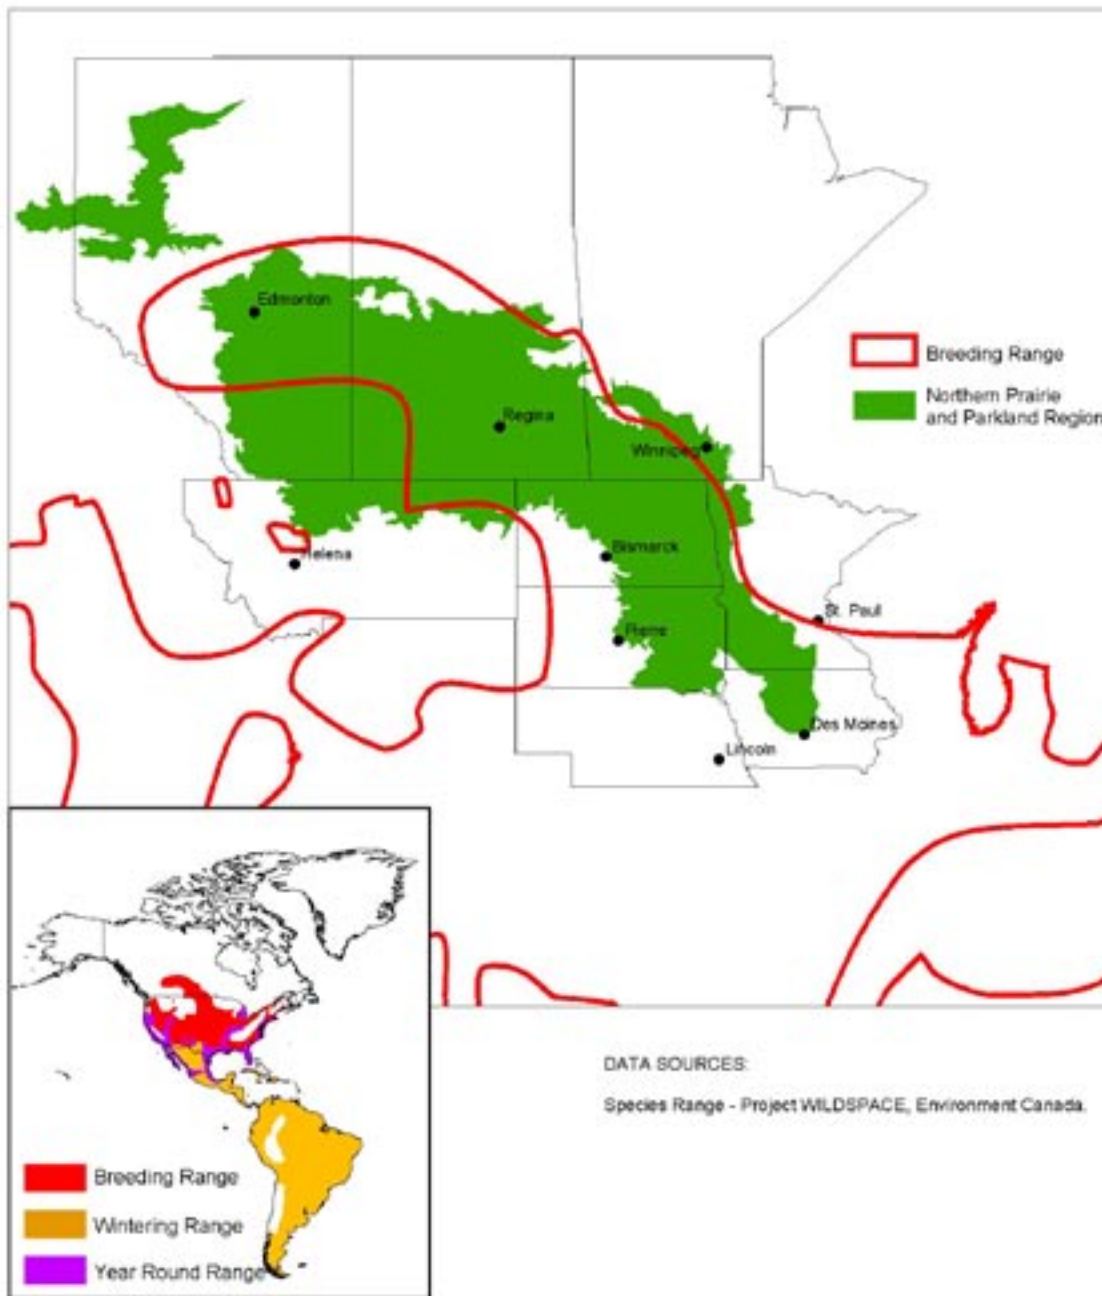 Edmonton
Breeding Range
Northern Prairie
and Parkland Region
Regina
Winnipeg
Bismarck
Helena
St. Paul
Pierre
Des Moines
Lincoln
DATA SOURCES:
Species Range - Project WILDSPACE, Environment Canada.
Breeding Range
Wintering Range
Year Round Range